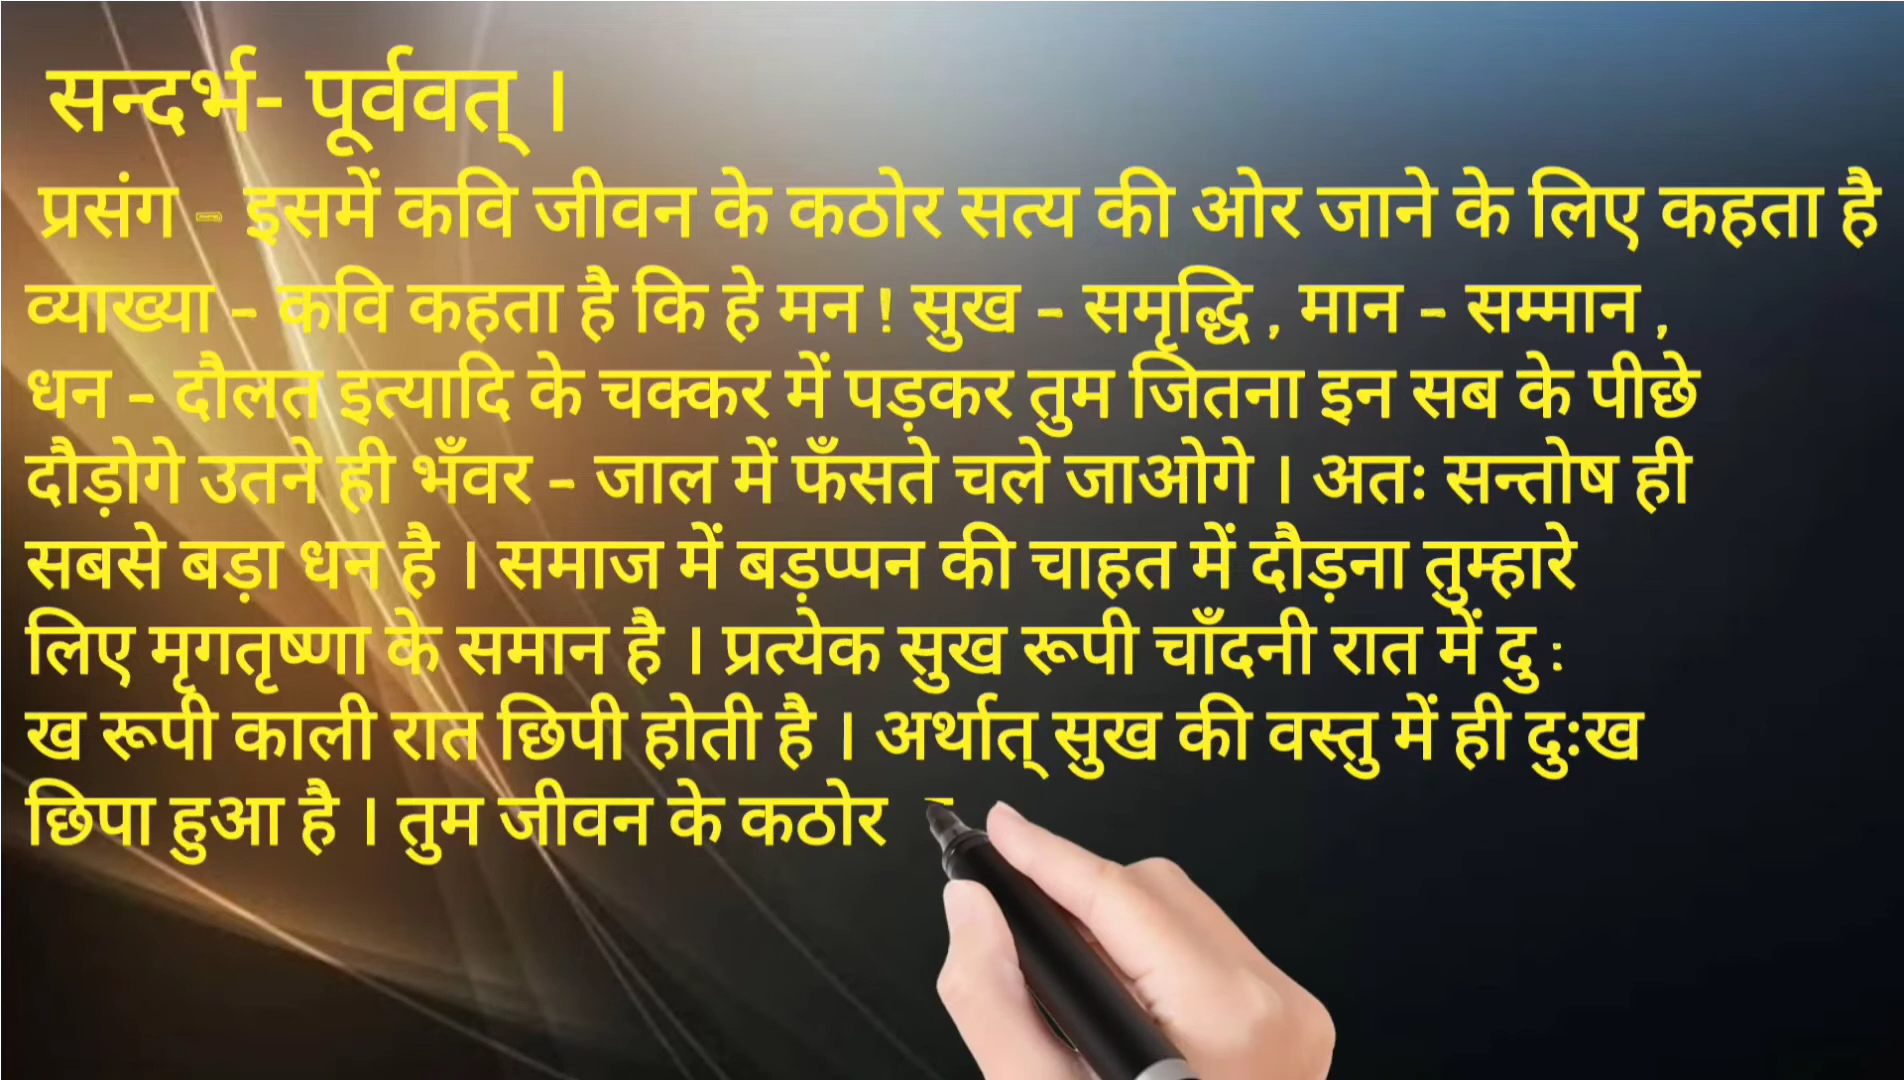 सन्दर्भ- पूर्ववत् ।
प्रसंग - इसमें कवि जीवन के कठोर सत्य की ओर जाने के लिए कहता है
व्याख्या - कवि कहता है कि हे मन ! सुख - समृद्धि , मान - सम्मान ,
धन - दौलत इत्यादि के चक्कर में पड़कर तुम जितना इन सब के पीछे
दौड़ोगे उतने ही भँवर - जाल में फँसते चले जाओगे । अतः सन्तोष ही
सबसे बड़ा धन है । समाज में बड़प्पन की चाहत में दौड़ना तुम्हारे
लिए मृगतृष्णा के समान है । प्रत्येक सुख रूपी चाँदनी रात में दु :
ख रूपी काली रात छिपी होती है । अर्थात् सुख की वस्तु में ही दुःख
छिपा हुआ है । तुम जीवन के कठोर